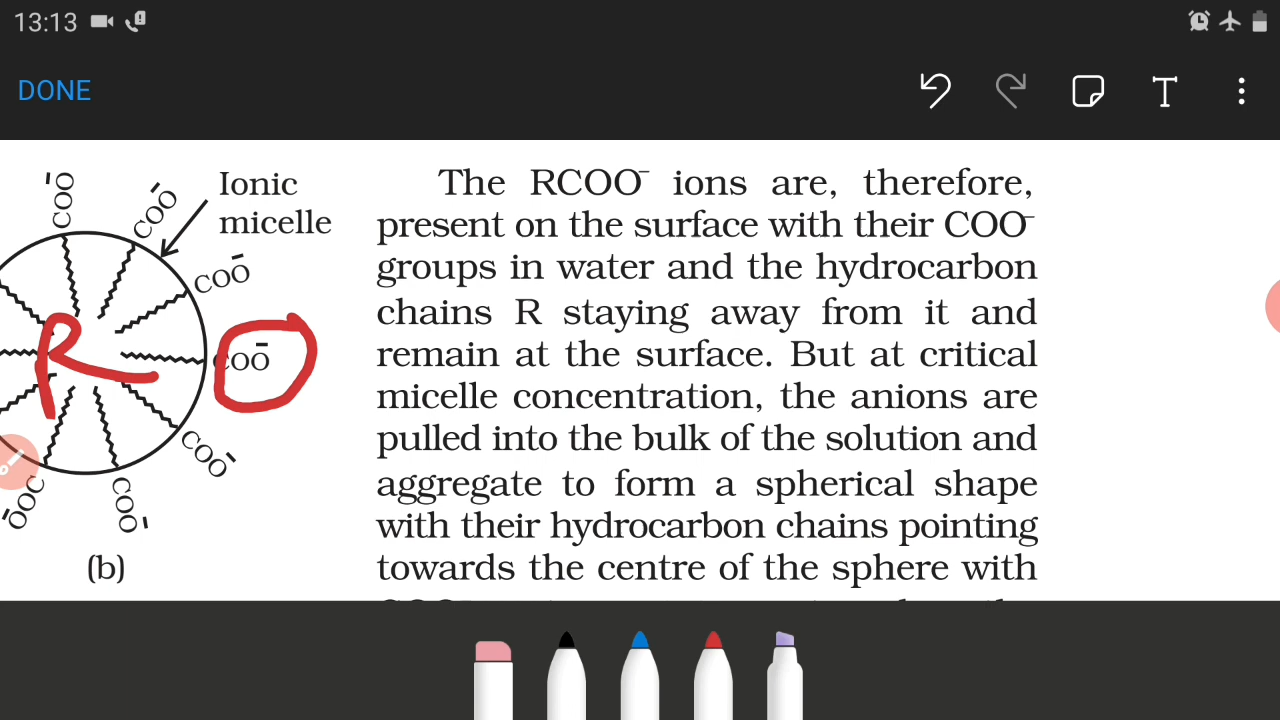 13:13
DONE
T
COO⁻
COO⁻
Ionic
micelle
COO⁻
R
COO⁻
COO⁻
COO⁻
COO⁻
(b)
The RCOO⁻ ions are, therefore,
present on the surface with their COO⁻
groups in water and the hydrocarbon
chains R staying away from it and
remain at the surface. But at critical
micelle concentration, the anions are
pulled into the bulk of the solution and
aggregate to form a spherical shape
with their hydrocarbon chains pointing
towards the centre of the sphere with